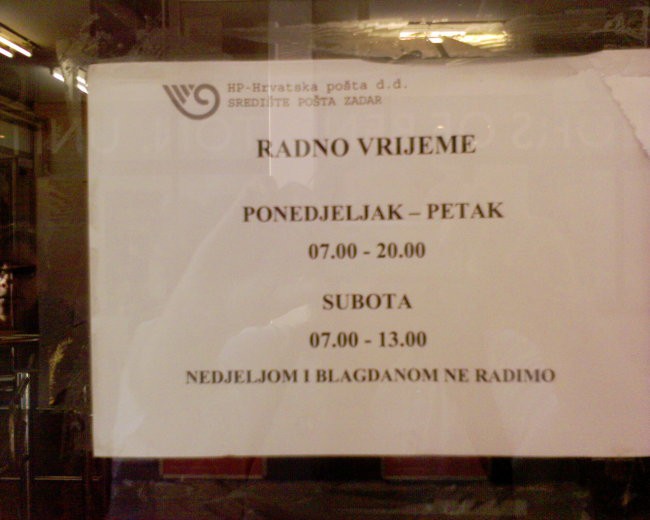 HP-Hrvatska pošta d.d.
SREDIŠTE POŠTA ZADAR
RADNO VRIJEME
PONEDJELJAK – PETAK
07.00 - 20.00
SUBOTA
07.00 - 13.00
NEDJELJOM I BLAGDANOM NE RADIMO